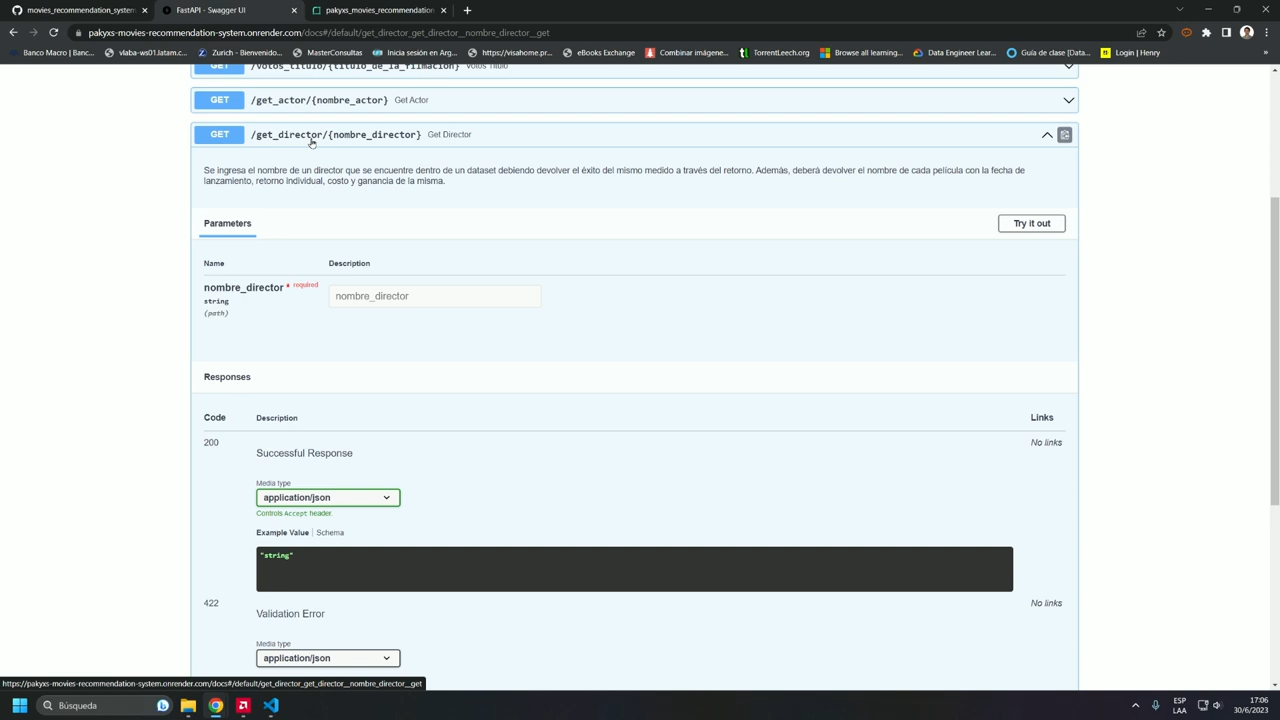 movies_recommendation_system
FastAPI - Swagger UI
pakyxs_movies_recommendation
pakyxs-movies-recommendation-system.onrender.com/docs#/default/get_director_get_director__nombre_director__get
Banco Macro | Banc...
vlaba-ws01.latam.c...
Zurich - Bienvenido...
MasterConsultas
Inicia sesión en Arg...
https://visahome.pr...
eBooks Exchange
Combinar imágene...
TorrentLeech.org
Browse all learning...
Data Engineer Lear...
Guía de clase [Data...
Login | Henry
GET /votos_titulo/{titulo_de_la_filmacion} Votos Titulo
GET /get_actor/{nombre_actor} Get Actor
GET /get_director/{nombre_director} Get Director
Se ingresa el nombre de un director que se encuentre dentro de un dataset debiendo devolver el éxito del mismo medido a través del retorno. Además, deberá devolver el nombre de cada película con la fecha de
lanzamiento, retorno individual, costo y ganancia de la misma.
Parameters
Try it out
Name Description
nombre_director * required
string
(path)
nombre_director
Responses
Code Description Links
200 No links
Successful Response
Media type
application/json
Controls Accept header.
Example Value | Schema
"string"
422 No links
Validation Error
Media type
application/json
https://pakyxs-movies-recommendation-system.onrender.com/docs#/default/get_director_get_director__nombre_director__get
Búsqueda
ESP
LAA
17:06
30/6/2023